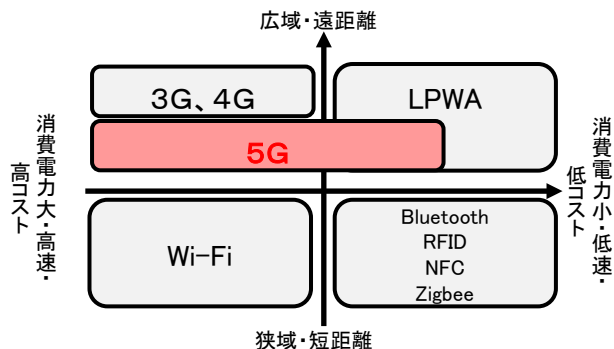 広域・遠距離
3G、4G
LPWA
5G
消費電力大・高速・
高コスト
消費電力小・低速・
低コスト
Wi-Fi
Bluetooth
RFID
NFC
Zigbee
狭域・短距離